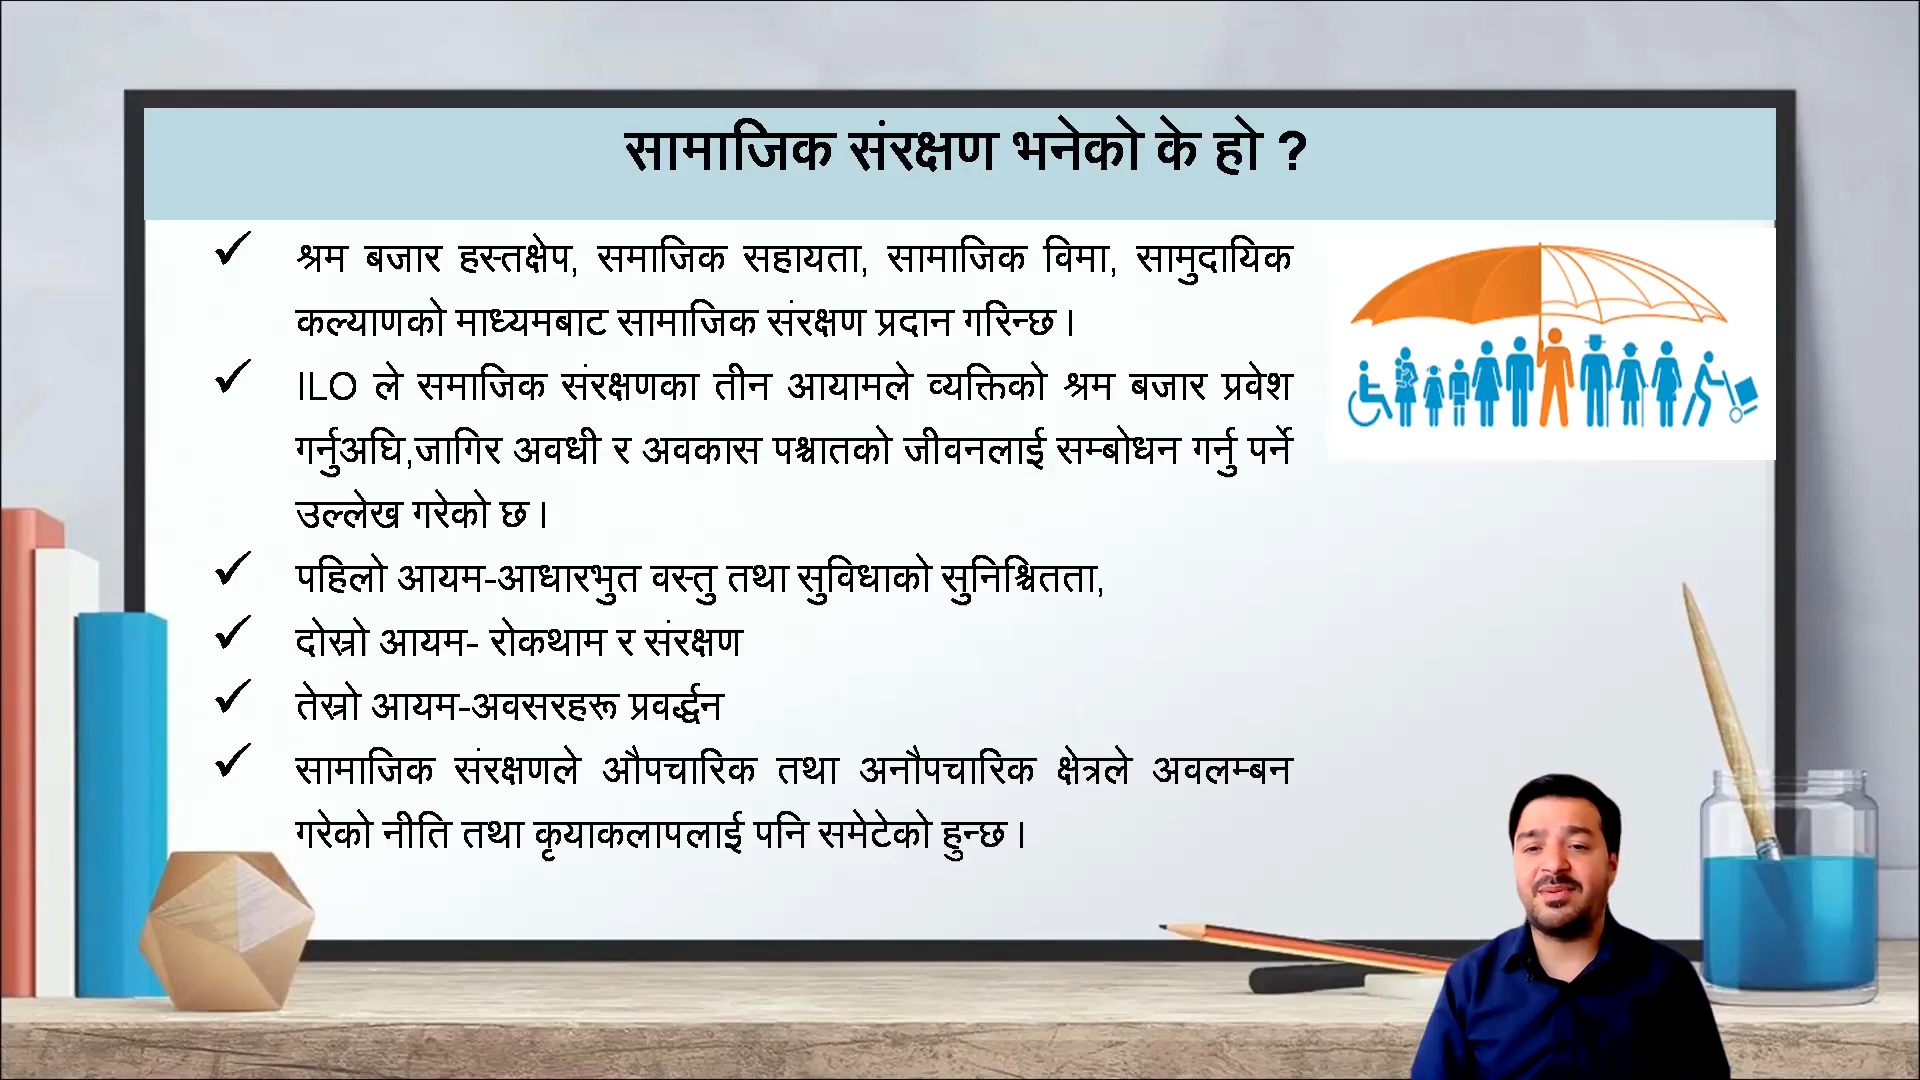 सामाजिक संरक्षण भनेको के हो ?
श्रम बजार हस्तक्षेप, समाजिक सहायता, सामाजिक विमा, सामुदायिक
कल्याणको माध्यमबाट सामाजिक संरक्षण प्रदान गरिन्छ ।
ILO ले समाजिक संरक्षणका तीन आयामले व्यक्तिको श्रम बजार प्रवेश
गर्नुअघि,जागिर अवधी र अवकास पश्चातको जीवनलाई सम्बोधन गर्नु पर्ने
उल्लेख गरेको छ ।
पहिलो आयम-आधारभुत वस्तु तथा सुविधाको सुनिश्चितता,
दोस्रो आयम- रोकथाम र संरक्षण
तेस्रो आयम-अवसरहरू प्रवर्द्धन
सामाजिक संरक्षणले औपचारिक तथा अनौपचारिक क्षेत्रले अवलम्बन
गरेको नीति तथा कृयाकलापलाई पनि समेटेको हुन्छ ।